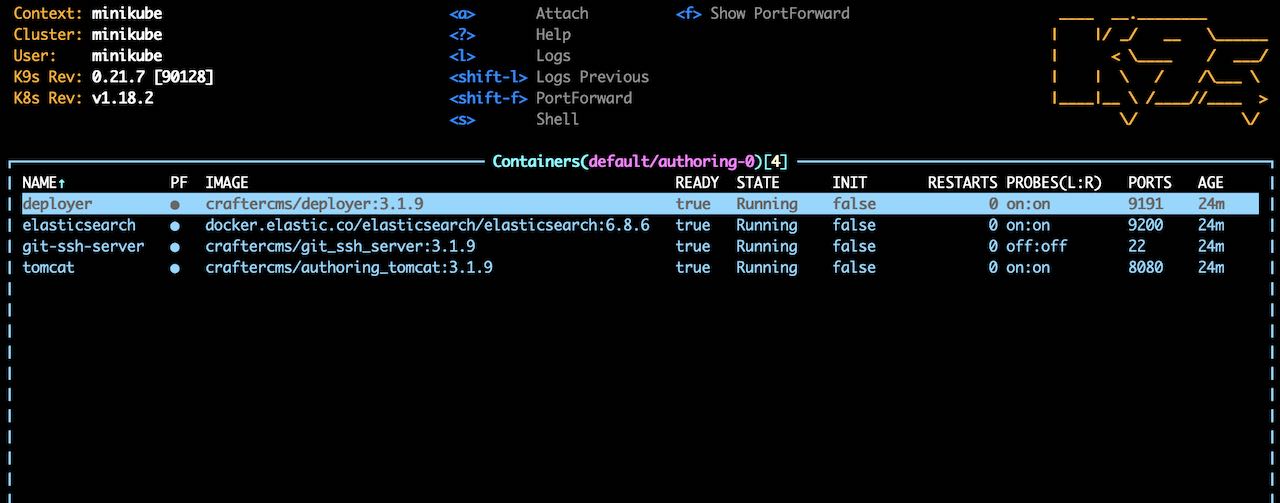 Context: minikube <a> Attach <f> Show PortForward
Cluster: minikube <?> Help
User: minikube <l> Logs
K9s Rev: 0.21.7 [90128] <shift-l> Logs Previous
K8s Rev: v1.18.2 <shift-f> PortForward
<s> Shell
K9s
Containers(default/authoring-0)[4]
NAME↑ PF IMAGE READY STATE INIT RESTARTS PROBES(L:R) PORTS AGE
deployer ● craftercms/deployer:3.1.9 true Running false 0 on:on 9191 24m
elasticsearch ● docker.elastic.co/elasticsearch/elasticsearch:6.8.6 true Running false 0 on:on 9200 24m
git-ssh-server ● craftercms/git_ssh_server:3.1.9 true Running false 0 off:off 22 24m
tomcat ● craftercms/authoring_tomcat:3.1.9 true Running false 0 on:on 8080 24m